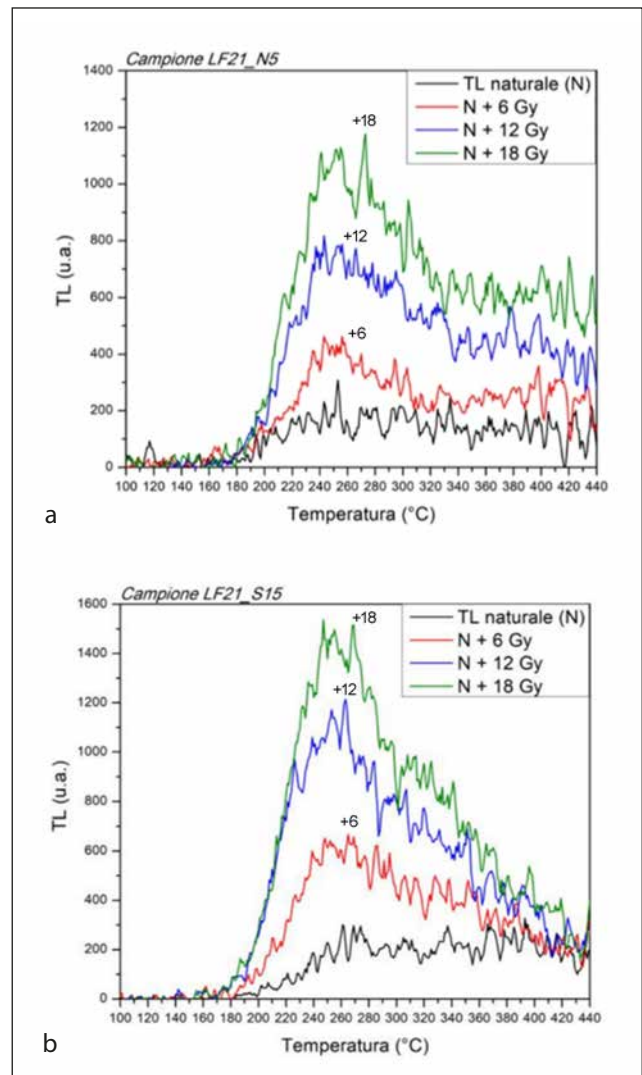 Campione LF21_N5
1400
1200
1000
800
600
400
200
0
TL (u.a.)
TL naturale (N)
N + 6 Gy
N + 12 Gy
N + 18 Gy
+18
+12
+6
100 120 140 160 180 200 220 240 260 280 300 320 340 360 380 400 420 440
Temperatura (°C)
a
Campione LF21_S15
1600
1400
1200
1000
800
600
400
200
0
TL (u.a.)
TL naturale (N)
N + 6 Gy
N + 12 Gy
N + 18 Gy
+18
+12
+6
100 120 140 160 180 200 220 240 260 280 300 320 340 360 380 400 420 440
Temperatura (°C)
b